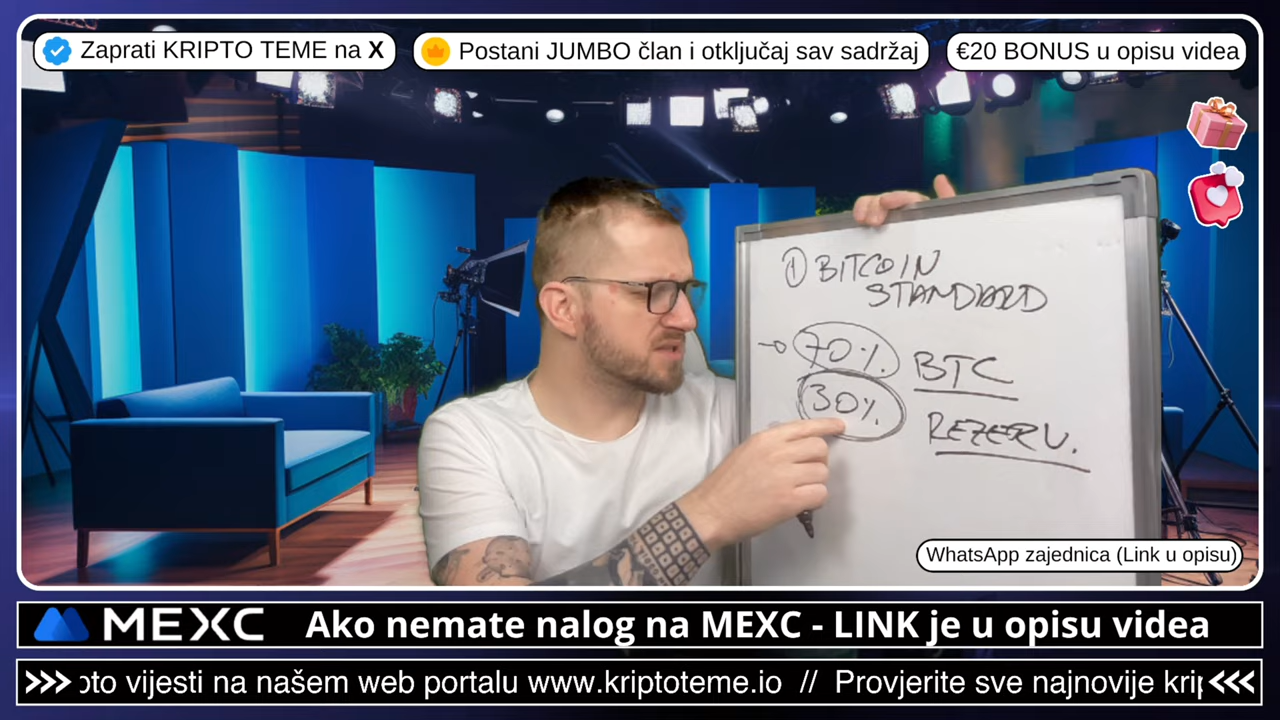 Zaprati KRIPTO TEME na X
Postani JUMBO član i otključaj sav sadržaj
€20 BONUS u opisu videa
① BITCOIN
STANDARD
70%. BTC
30%. REZERV.
WhatsApp zajednica (Link u opisu)
MEXC Ako nemate nalog na MEXC - LINK je u opisu videa
>>> oto vijesti na našem web portalu www.kriptoteme.io // Provjerite sve najnovije krip <<<